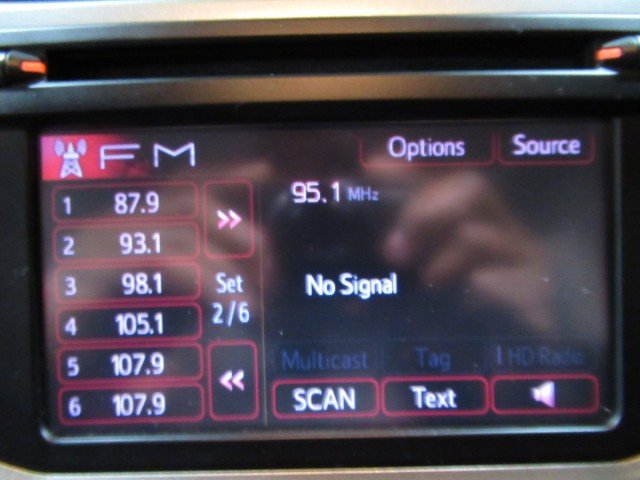 FM
Options
Source
1 87.9
2 93.1
3 98.1
4 105.1
5 107.9
6 107.9
>>
Set
2/6
<<
95.1 MHz
No Signal
Multicast
Tag
HD Radio
SCAN
Text